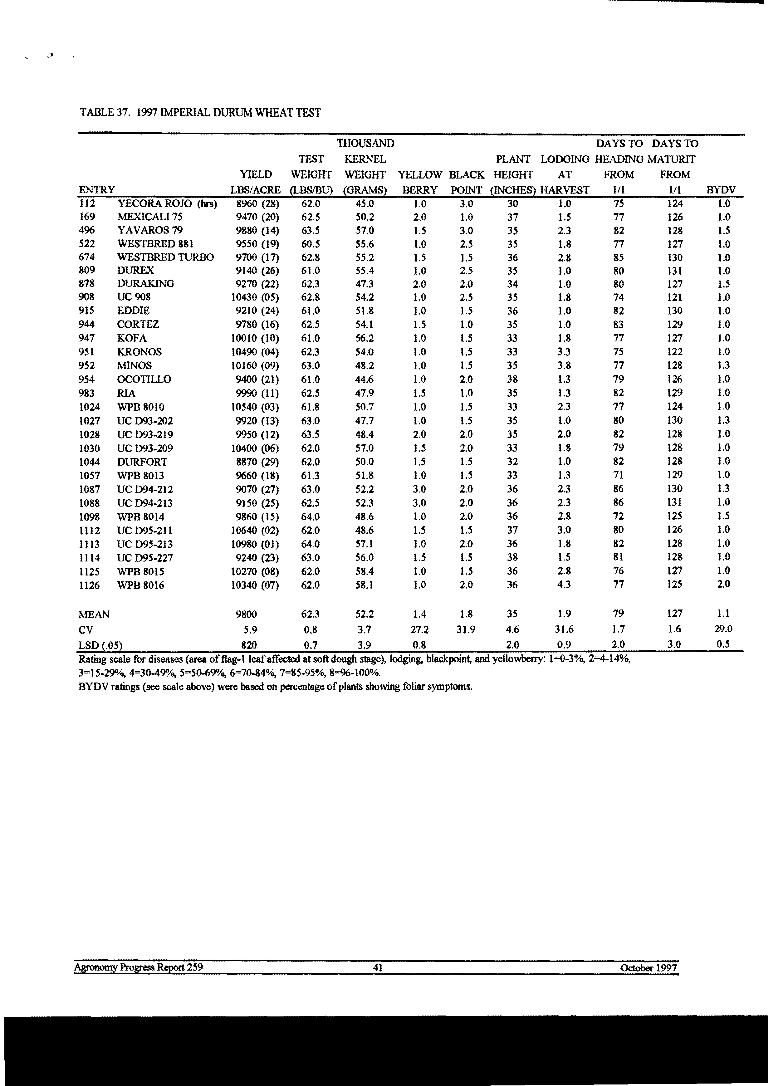 TABLE 37. 1997 IMPERIAL DURUM WHEAT TEST
THOUSAND DAYS TO DAYS TO
TEST KERNEL PLANT LODGING HEADING MATURIT
YIELD WEIGHT WEIGHT YELLOW BLACK HEIGHT AT FROM FROM
ENTRY LBS/ACRE (LBS/BU) (GRAMS) BERRY POINT (INCHES) HARVEST 1/1 1/1 BYDV
112 YECORA ROJO (hrs) 8960 (28) 62.0 45.0 1.0 3.0 30 1.0 75 124 1.0
169 MEXICALI 75 9470 (20) 62.5 50.2 2.0 1.0 37 1.5 77 126 1.0
496 YAVAROS 79 9880 (14) 63.5 57.0 1.5 3.0 35 2.3 82 128 1.5
522 WESTBRED 881 9550 (19) 60.5 55.6 1.0 2.5 35 1.8 77 127 1.0
674 WESTBRED TURBO 9700 (17) 62.8 55.2 1.5 1.5 36 2.8 85 130 1.0
809 DUREX 9140 (26) 61.0 55.4 1.0 2.5 35 1.0 80 131 1.0
878 DURAKING 9270 (22) 62.3 47.3 2.0 2.0 34 1.0 80 127 1.5
908 UC 908 10430 (05) 62.8 54.2 1.0 2.5 35 1.8 74 121 1.0
915 EDDIE 9210 (24) 61.0 51.8 1.0 1.5 36 1.0 82 130 1.0
944 CORTEZ 9780 (16) 62.5 54.1 1.5 1.0 35 1.0 83 129 1.0
947 KOFA 10010 (10) 61.0 56.2 1.0 1.5 33 1.8 77 127 1.0
951 KRONOS 10490 (04) 62.3 54.0 1.0 1.5 33 3.3 75 122 1.0
952 MINOS 10160 (09) 63.0 48.2 1.0 1.5 35 3.8 77 128 1.3
954 OCOTILLO 9400 (21) 61.0 44.6 1.0 2.0 38 1.3 79 126 1.0
983 RIA 9990 (11) 62.5 47.9 1.5 1.0 35 1.3 82 129 1.0
1024 WPB 8010 10540 (03) 61.8 50.7 1.0 1.5 33 2.3 77 124 1.0
1027 UC D93-202 9920 (13) 63.0 47.7 1.0 1.5 35 1.0 80 130 1.3
1028 UC D93-219 9950 (12) 63.5 48.4 2.0 2.0 35 2.0 82 128 1.0
1030 UC D93-209 10400 (06) 62.0 57.0 1.5 2.0 33 1.8 79 128 1.0
1044 DURFORT 8870 (29) 62.0 50.0 1.5 1.5 32 1.0 82 128 1.0
1057 WPB 8013 9660 (18) 61.3 51.8 1.0 1.5 33 1.3 71 129 1.0
1087 UC D94-212 9070 (27) 63.0 52.2 3.0 2.0 36 2.3 86 130 1.3
1088 UC D94-213 9150 (25) 62.5 52.3 3.0 2.0 36 2.3 86 131 1.0
1098 WPB 8014 9860 (15) 64.0 48.6 1.0 2.0 36 2.8 72 125 1.5
1112 UC D95-211 10640 (02) 62.0 48.6 1.5 1.5 37 3.0 80 126 1.0
1113 UC D95-213 10980 (01) 64.0 57.1 1.0 2.0 36 1.8 82 128 1.0
1114 UC D95-227 9240 (23) 63.0 56.0 1.5 1.5 38 1.5 81 128 1.0
1125 WPB 8015 10270 (08) 62.0 58.4 1.0 1.5 36 2.8 76 127 1.0
1126 WPB 8016 10340 (07) 62.0 58.1 1.0 2.0 36 4.3 77 125 2.0
MEAN 9800 62.3 52.2 1.4 1.8 35 1.9 79 127 1.1
CV 5.9 0.8 3.7 27.2 31.9 4.6 31.6 1.7 1.6 29.0
LSD (.05) 820 0.7 3.9 0.8 2.0 0.9 2.0 3.0 0.5
Rating scale for diseases (area of flag-1 leaf affected at soft dough stage), lodging, blackpoint, and yellowberry: 1=0-3%, 2=4-14%,
3=15-29%, 4=30-49%, 5=50-69%, 6=70-84%, 7=85-95%, 8=96-100%.
BYDV ratings (see scale above) were based on percentage of plants showing foliar symptoms.
Agronomy Progress Report 259 41 October 1997